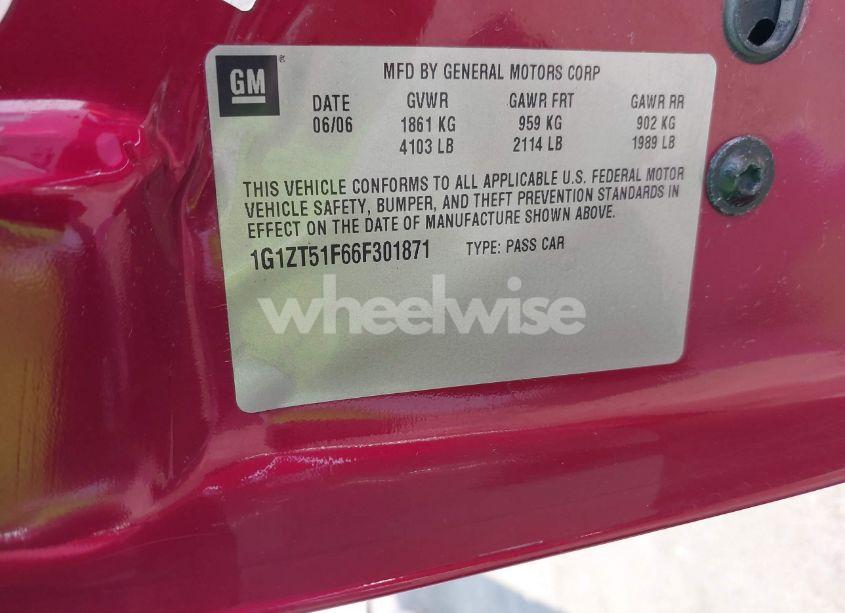 GM
MFD BY GENERAL MOTORS CORP
DATE GVWR GAWR FRT GAWR RR
06/06 1861 KG 959 KG 902 KG
4103 LB 2114 LB 1989 LB
THIS VEHICLE CONFORMS TO ALL APPLICABLE U.S. FEDERAL MOTOR
VEHICLE SAFETY, BUMPER, AND THEFT PREVENTION STANDARDS IN
EFFECT ON THE DATE OF MANUFACTURE SHOWN ABOVE.
1G1ZT51F66F301871 TYPE: PASS CAR
wheelwise